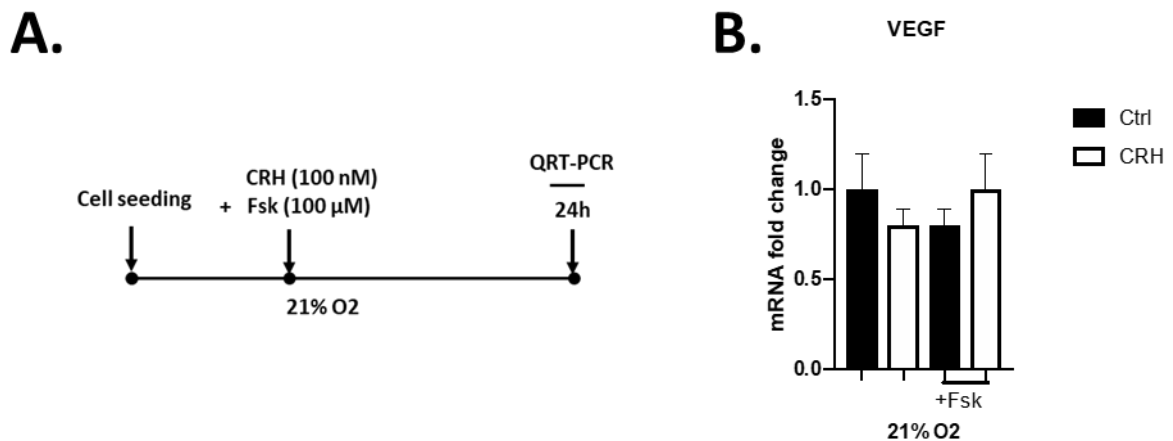 A.
Cell seeding
+
CRH (100 nM)
Fsk (100 µM)
QRT-PCR
24h
21% O2
B.
VEGF
mRNA fold change
1.5
1.0
0.5
0.0
+Fsk
21% O2
Ctrl
CRH